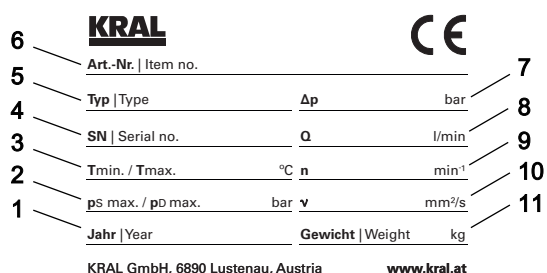 KRAL CE
6 Art.-Nr. | Item no.
5 Typ | Type Δp bar 7
4 SN | Serial no. Q l/min 8
3 Tmin. / Tmax. ºC n min-¹ 9
2 pS max. / pD max. bar ν mm²/s 10
1 Jahr | Year Gewicht | Weight kg 11
KRAL GmbH, 6890 Lustenau, Austria www.kral.at